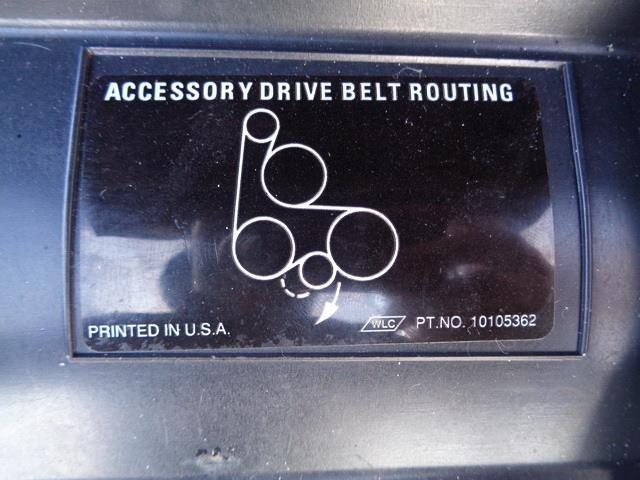 ACCESSORY DRIVE BELT ROUTING
PRINTED IN U.S.A.
WLC PT.NO. 10105362